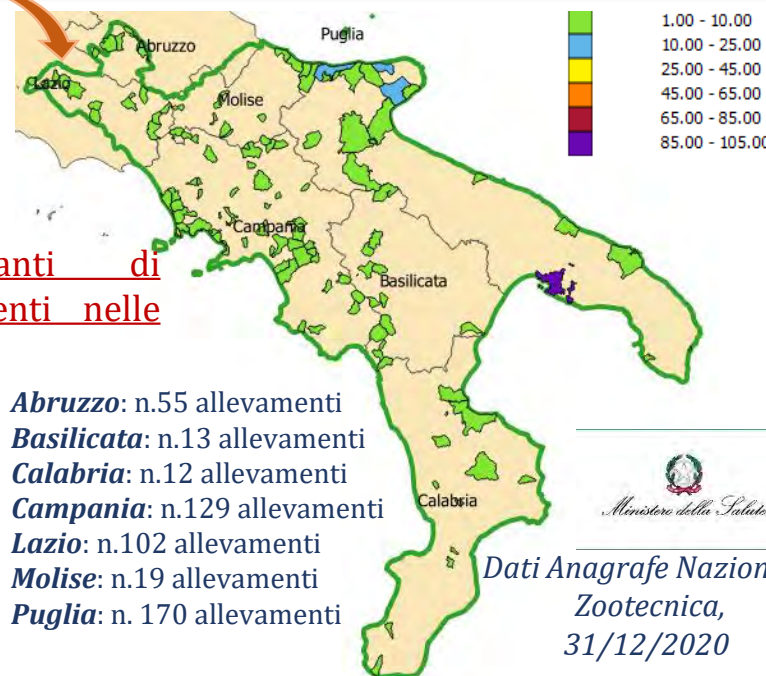 Abruzzo
Puglia
Lazio
Molise
Campania
Basilicata
Calabria
1.00 - 10.00
10.00 - 25.00
25.00 - 45.00
45.00 - 65.00
65.00 - 85.00
85.00 - 105.00
di
nelle
Abruzzo: n.55 allevamenti
Basilicata: n.13 allevamenti
Calabria: n.12 allevamenti
Campania: n.129 allevamenti
Lazio: n.102 allevamenti
Molise: n.19 allevamenti
Puglia: n. 170 allevamenti
Ministero della Salute
Dati Anagrafe
Zootecnica,
31/12/2020